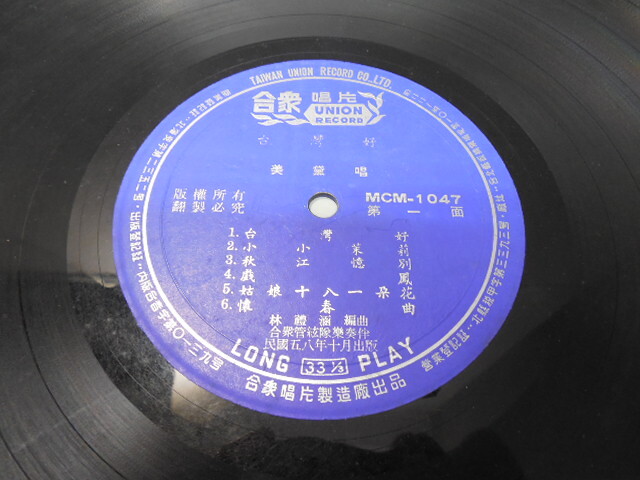 TAIWAN UNION RECORD CO., LTD.
合衆唱片
UNION
RECORD
台灣好
美黛唱
版權所有
翻製必究
MCM-1047
第一面
1.台灣好
2.小小茉莉
3.秋江憶別
4.戲鳳
5.姑娘十八一朵花
6.懷春曲
林禮涵編曲
合衆管絃隊樂奏伴
民國五八年十月出版
LONG 33⅓ PLAY
合衆唱片製造廠出品